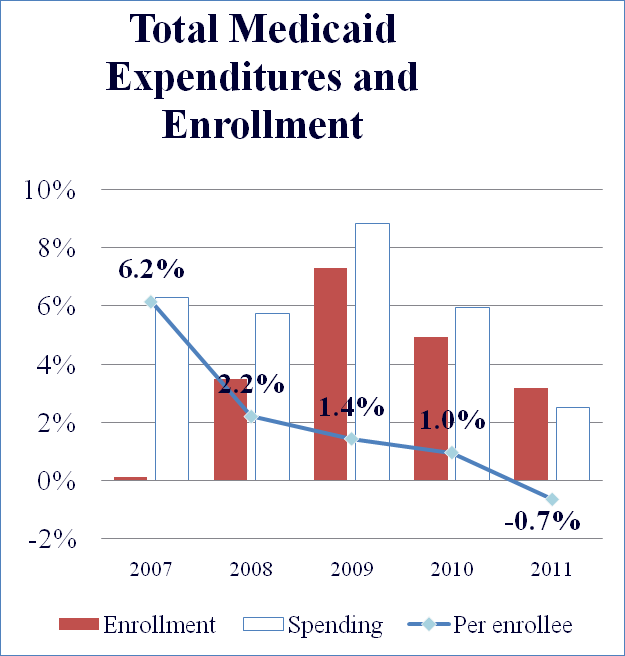 Total Medicaid
Expenditures and
Enrollment
10%
8%
6.2%
6%
4%
2.2%
1.4%
1.0%
2%
0%
-0.7%
-2%
2007 2008 2009 2010 2011
Enrollment Spending Per enrollee